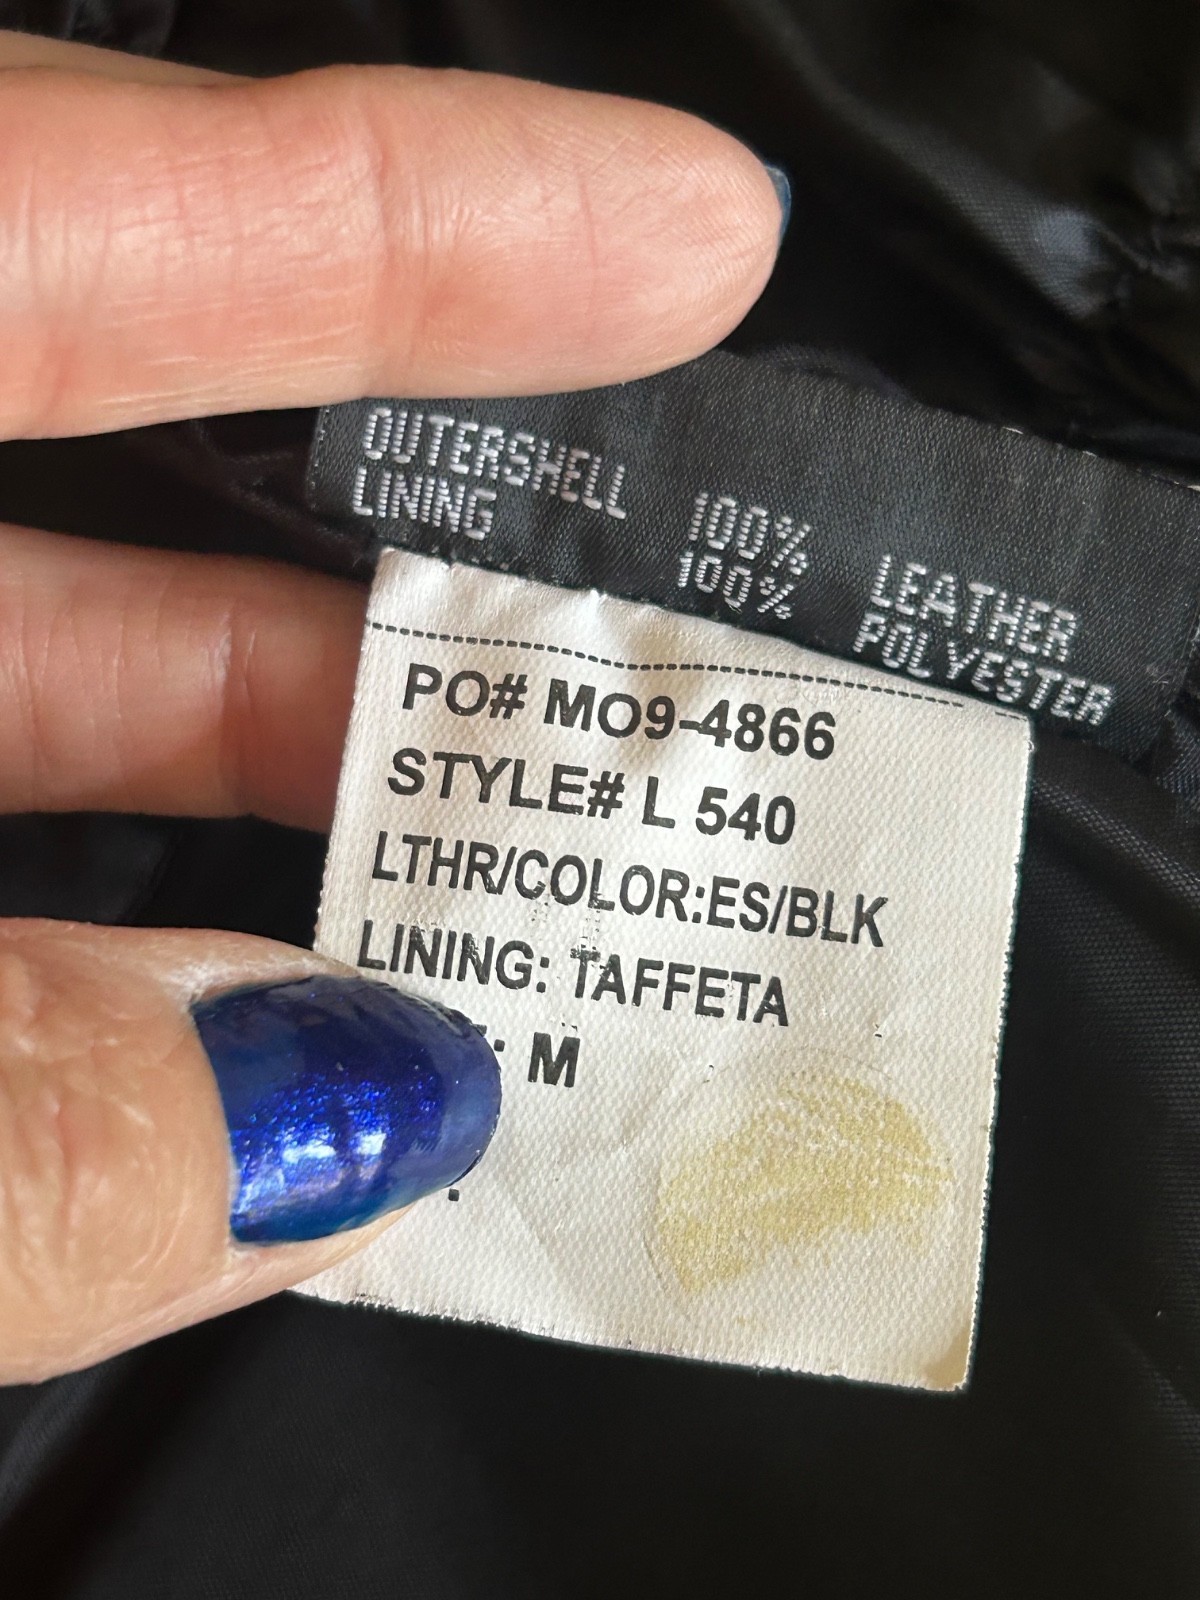 OUTERSHELL 100% LEATHER
LINING 100% POLYESTER
PO# MO9-4866
STYLE# L 540
LTHR/COLOR:ES/BLK
LINING: TAFFETA
: M